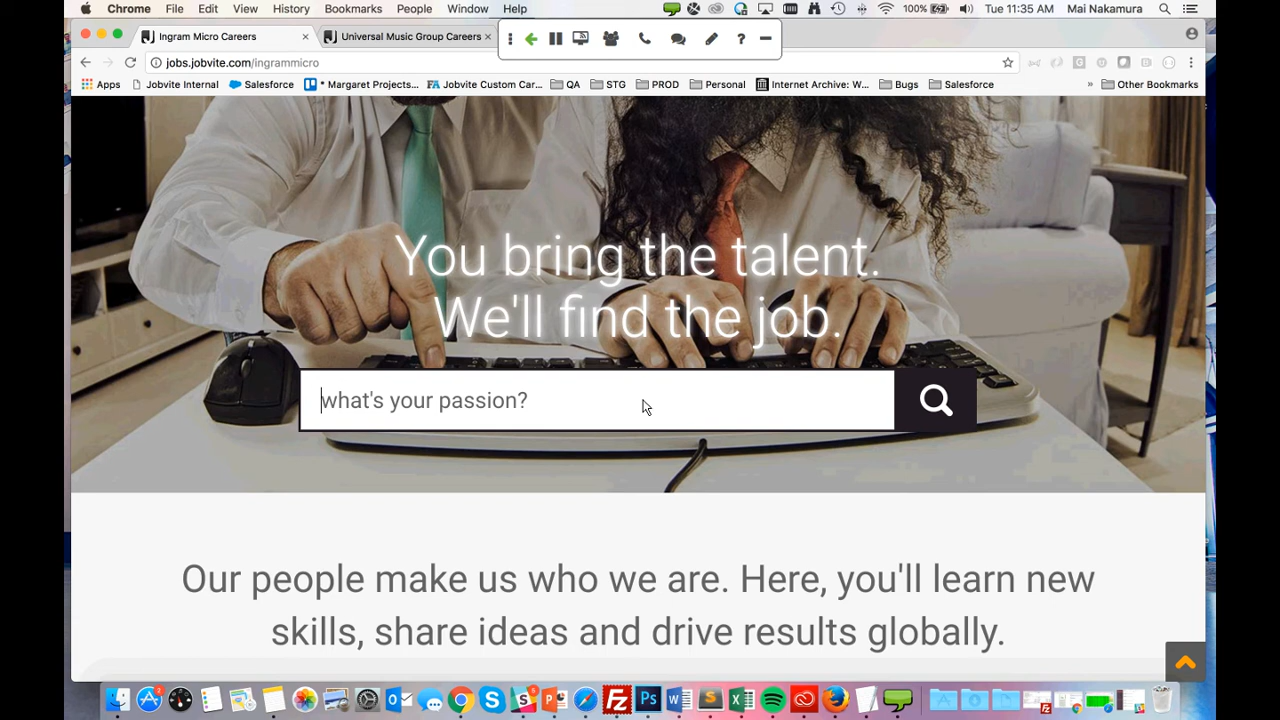 Chrome File Edit View History Bookmarks People Window Help 100% Tue 11:35 AM Mai Nakamura
Ingram Micro Careers × Universal Music Group Careers ×
jobs.jobvite.com/ingrammicro
Apps Jobvite Internal Salesforce * Margaret Projects... FA Jobvite Custom Car... QA STG PROD Personal Internet Archive: W... Bugs Salesforce » Other Bookmarks
You bring the talent.
We'll find the job.
what's your passion?
Our people make us who we are. Here, you'll learn new
skills, share ideas and drive results globally.